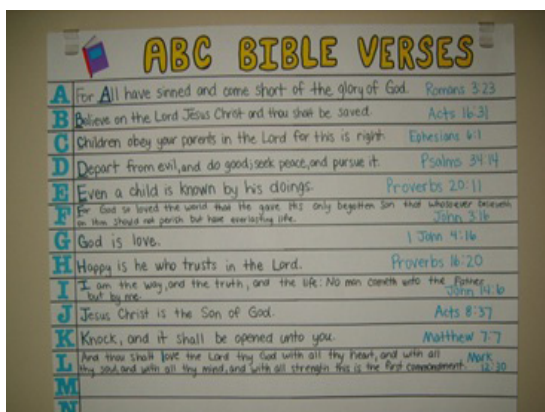 ABC BIBLE VERSES
A For All have sinned and come short of the glory of God. Romans 3:23
B Believe on the Lord Jesus Christ and thou shalt be saved. Acts 16:31
C Children obey your parents in the Lord for this is right. Ephesians 6:1
D Depart from evil, and do good; seek peace, and pursue it. Psalms 34:14
E Even a child is known by his doings. Proverbs 20:11
F For God so loved the world that He gave His only begotten Son that whosoever believeth
on Him should not perish but have everlasting life. John 3:16
G God is love. 1 John 4:16
H Happy is he who trusts in the Lord. Proverbs 16:20
I I am the way, and the truth, and the life: No man cometh unto the Father
but by me. John 14:6
J Jesus Christ is the Son of God. Acts 8:37
K Knock, and it shall be opened unto you. Matthew 7:7
L And thou shalt love the Lord thy God with all thy heart, and with all Mark
thy soul, and with all thy mind, and with all strength this is the first commandment. 12:30
M
N